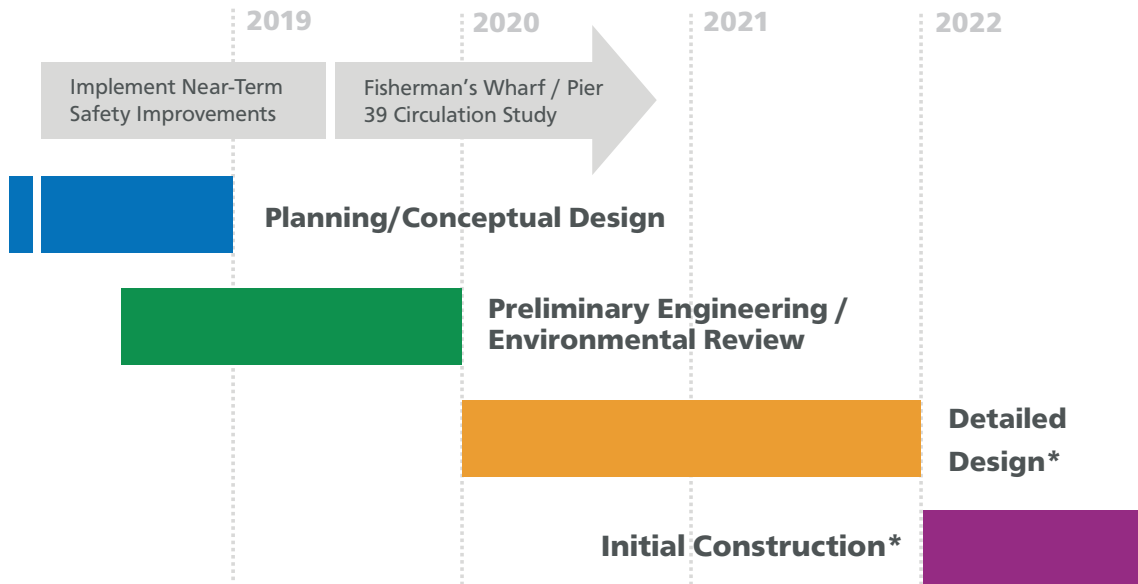 2019
2020
2021
2022
Implement Near-Term
Safety Improvements
Fisherman’s Wharf / Pier
39 Circulation Study
Planning/Conceptual Design
Preliminary Engineering /
Environmental Review
Detailed
Design*
Initial Construction*